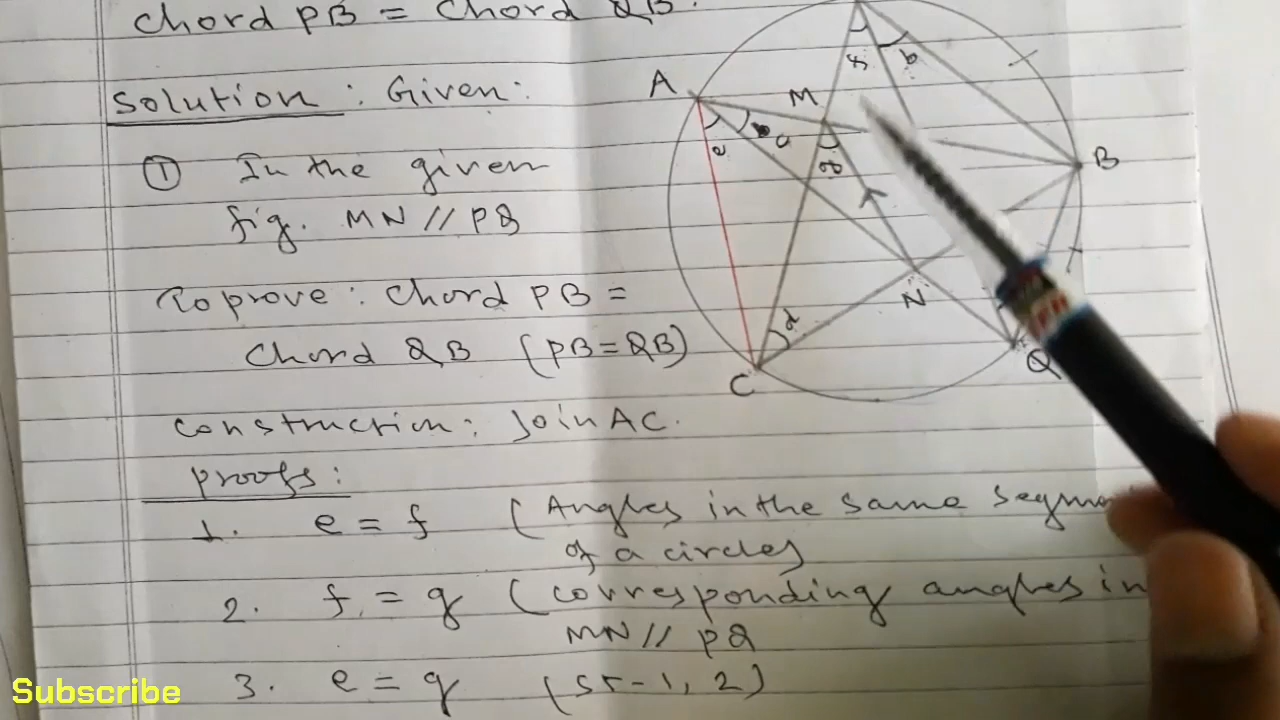 chord PB = chord QB.
Solution: Given:
① In the given
fig. MN // PQ
To prove: chord PB =
chord QB (PB = QB)
construction: Join AC.
proofs:
1. e = f (Angles in the same
of a circles
2. f = g (corresponding angles in
MN // PQ
3. e = g (st - 1, 2)
A
M
B
N
Q
C
f
b
e
a
g
d
Subscribe